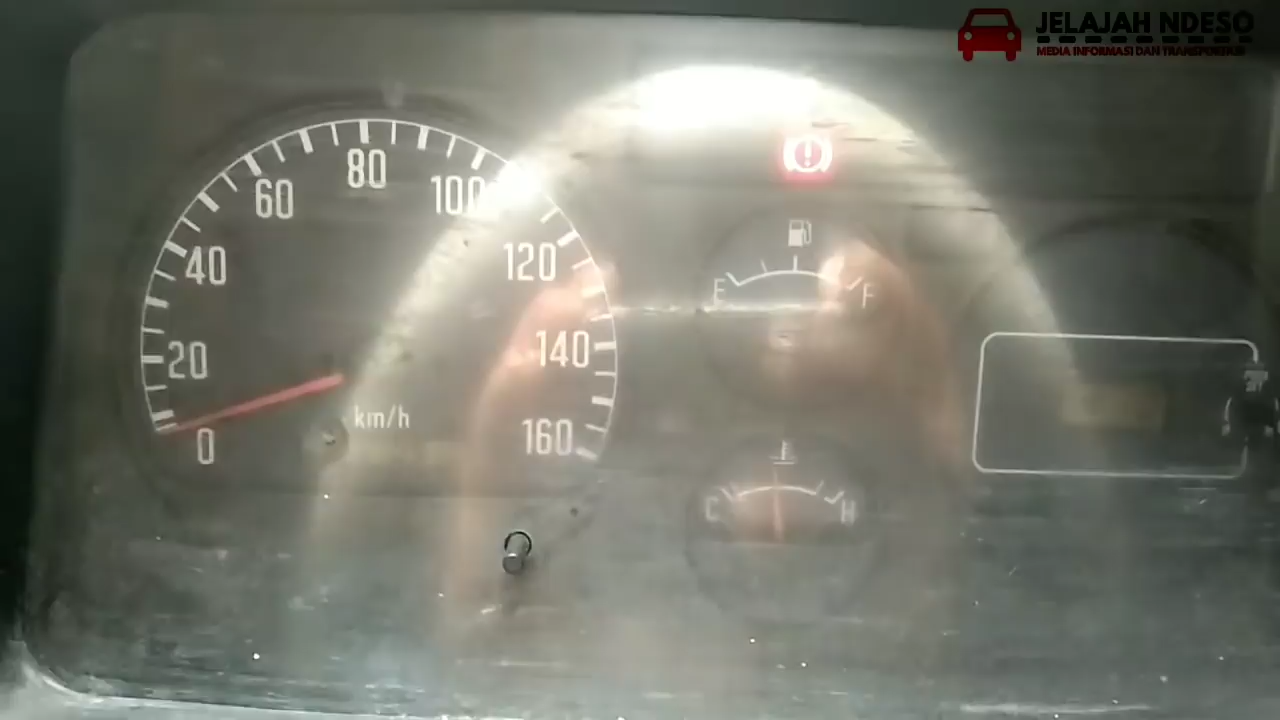 JELAJAH NDESO
MEDIA INFORMASI DAN TRANSPORTASI
0
20
40
60
80
100
120
140
160
km/h
E
F
C
H